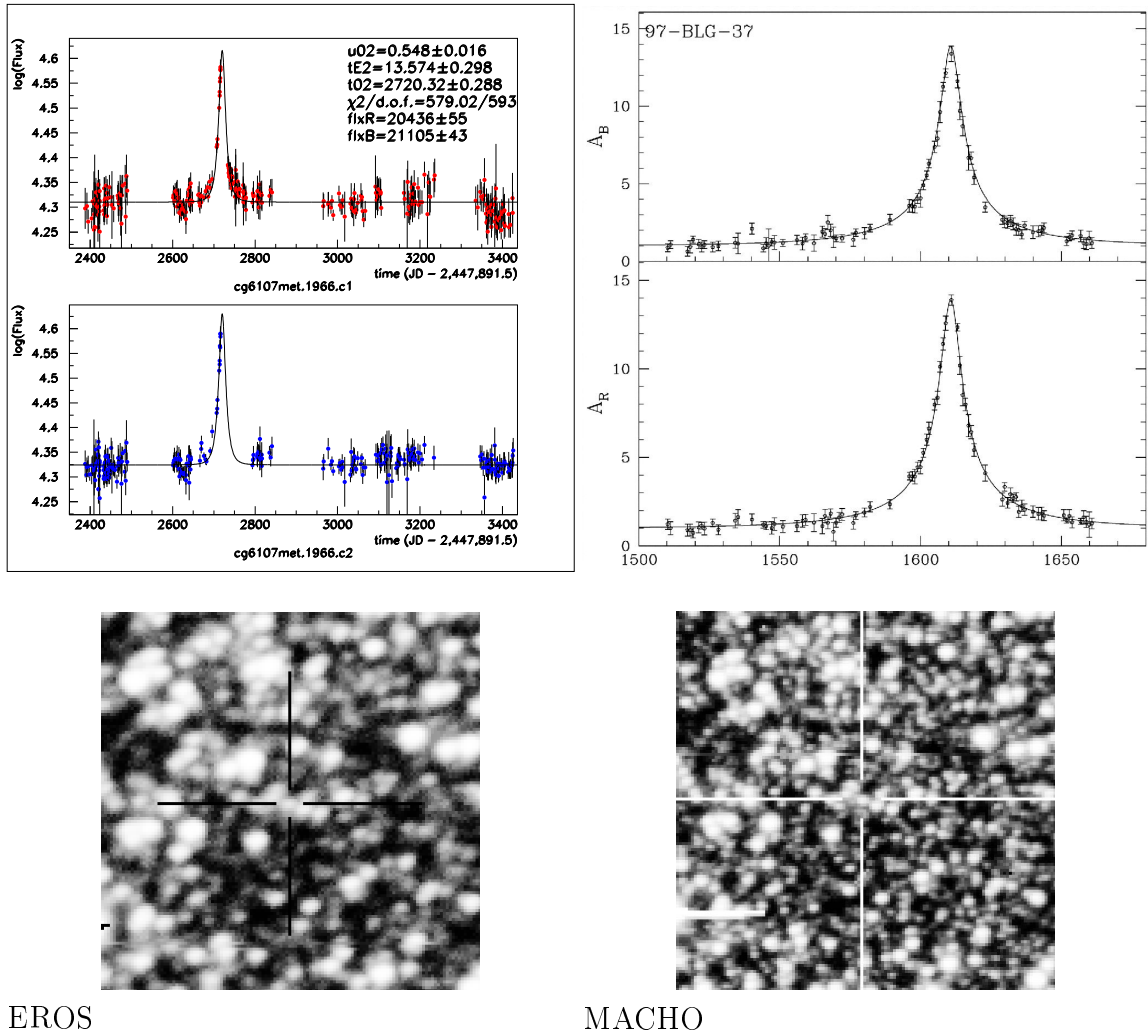 log(Flux)
4.6
4.55
4.5
4.45
4.4
4.35
4.3
4.25
u02=0.548±0.016
tE2=13.574±0.298
t02=2720.32±0.288
χ2/d.o.f.=579.02/593
flxR=20436±55
flxB=21105±43
2400 2600 2800 3000 3200 3400
time (JD - 2,447,891.5)
cg6107met.1966.c1
log(Flux)
4.6
4.55
4.5
4.45
4.4
4.35
4.3
4.25
2400 2600 2800 3000 3200 3400
time (JD - 2,447,891.5)
cg6107met.1966.c2
97-BLG-37
A_B
15
10
5
0
A_R
15
10
5
0
1500 1550 1600 1650
EROS
MACHO